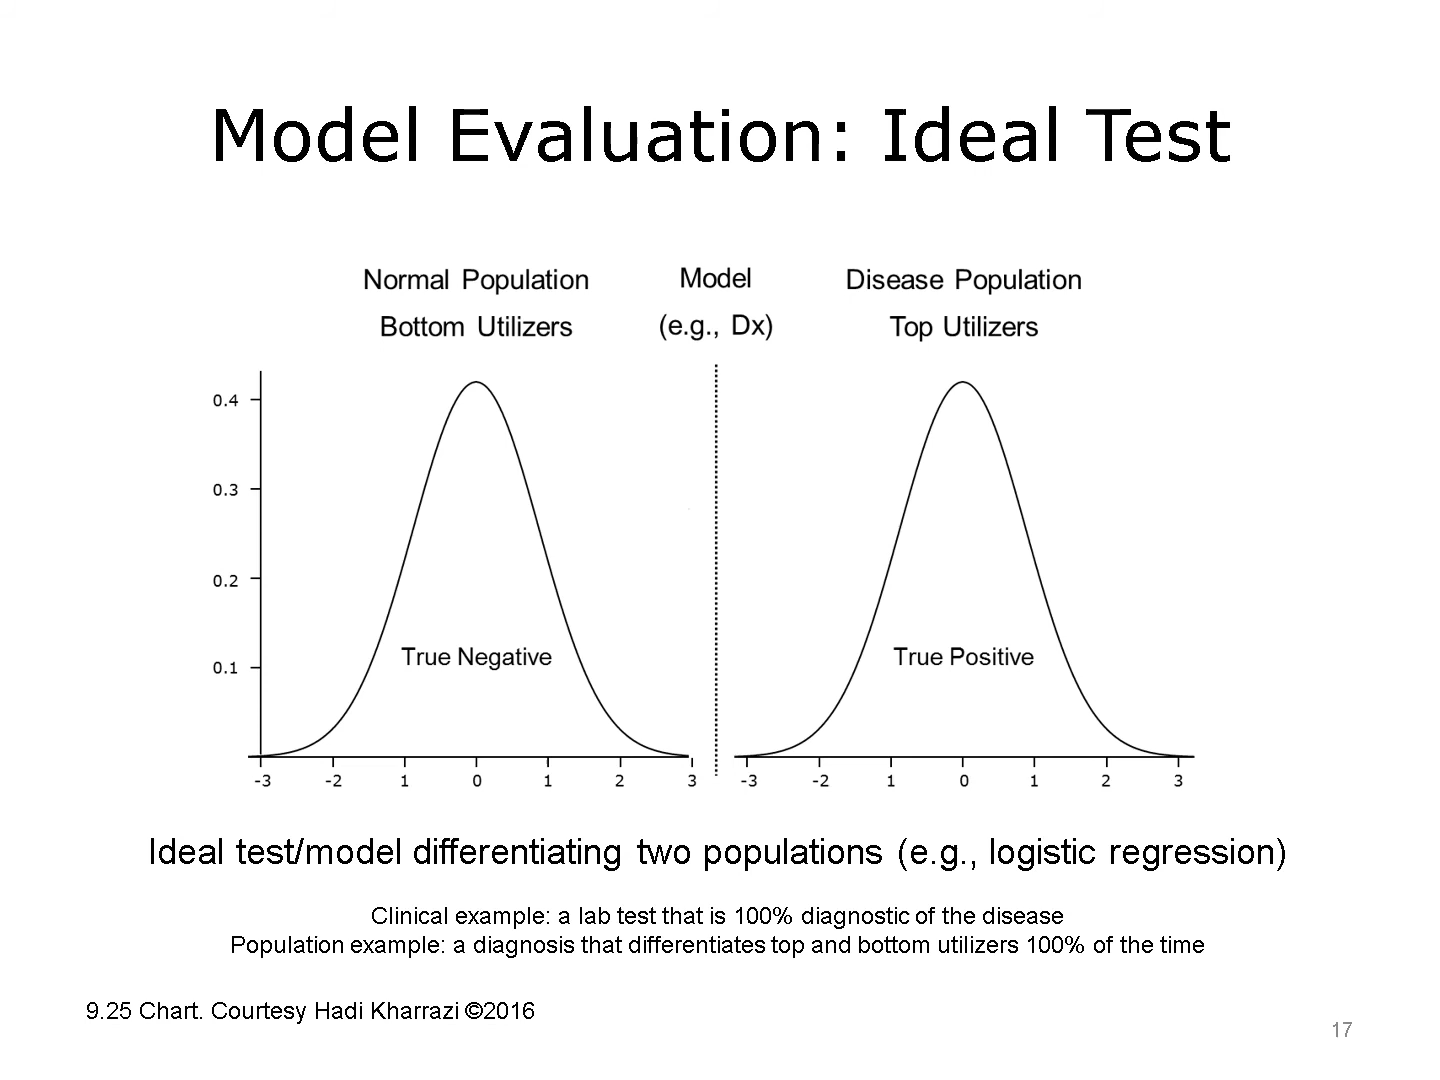 Model Evaluation: Ideal Test
Normal Population
Bottom Utilizers
Model
(e.g., Dx)
Disease Population
Top Utilizers
0.4
0.3
0.2
0.1
True Negative
True Positive
-3 -2 1 0 1 2 3
-3 -2 1 0 1 2 3
Ideal test/model differentiating two populations (e.g., logistic regression)
Clinical example: a lab test that is 100% diagnostic of the disease
Population example: a diagnosis that differentiates top and bottom utilizers 100% of the time
9.25 Chart. Courtesy Hadi Kharrazi ©2016
17